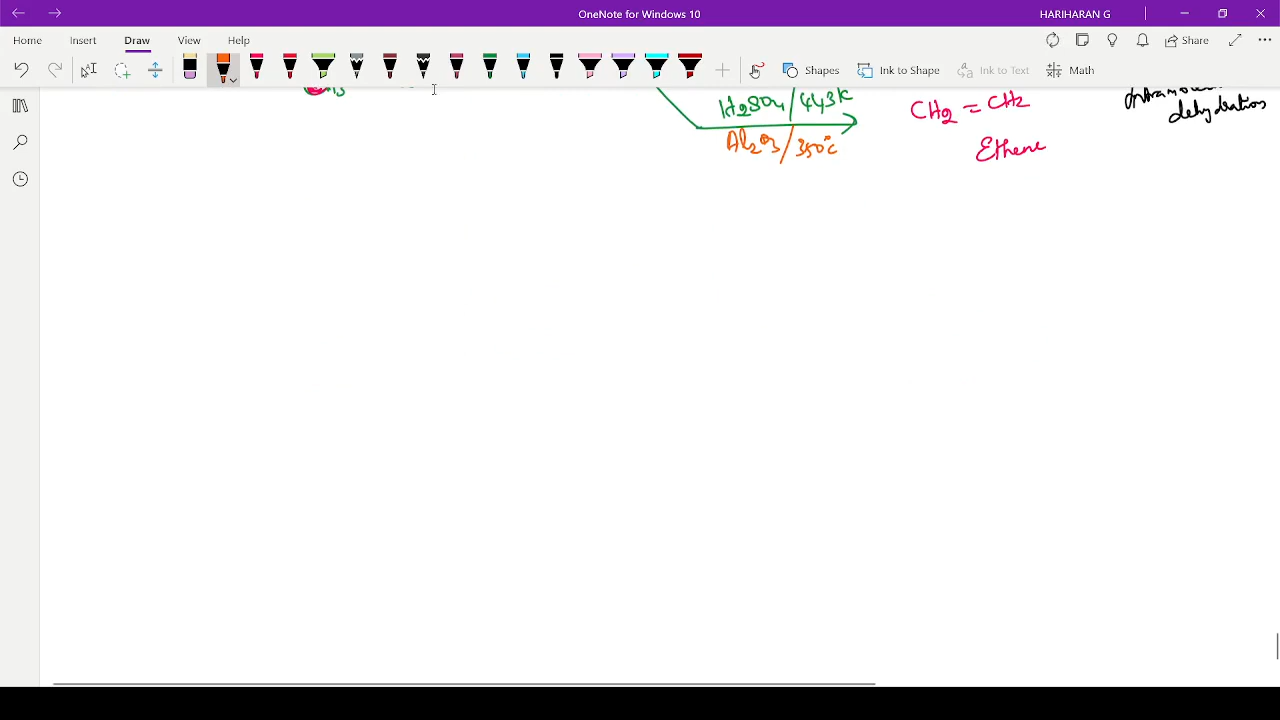 OneNote for Windows 10
HARIHARAN G
Home Insert Draw View Help
Share
Shapes
Ink to Shape
Ink to Text
Math
H2SO4/443K
Al2O3/350°C
CH2 = CH2
Ethene
dehydration